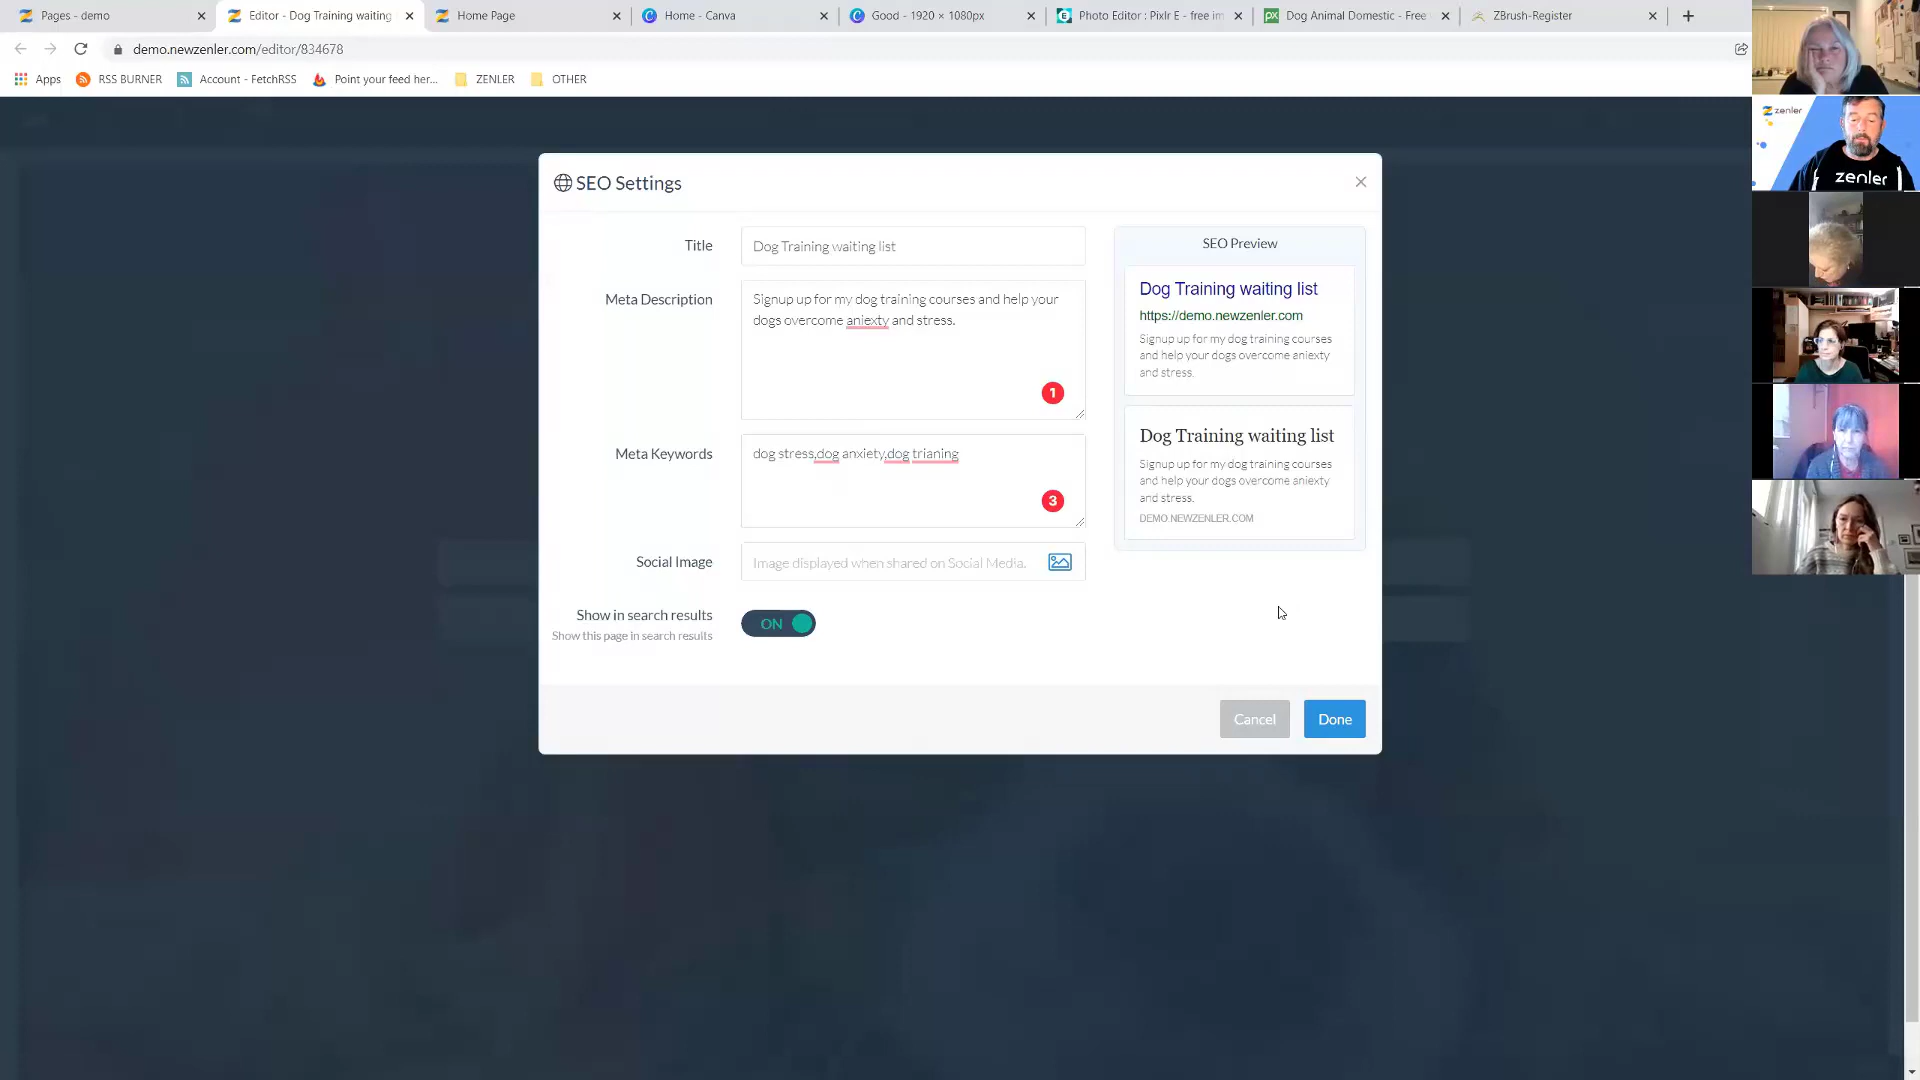 Pages - demo
Editor - Dog Training waiting
Home Page
Home - Canva
Good - 1920 × 1080px
Photo Editor : Pixlr E - free im
Dog Animal Domestic - Free
ZBrush-Register
demo.newzenler.com/editor/834678
Apps
RSS BURNER
Account - FetchRSS
Point your feed her...
ZENLER
OTHER
zenler
zenler
SEO Settings
Title
Dog Training waiting list
Meta Description
Signup up for my dog training courses and help your
dogs overcome aniexty and stress.
1
Meta Keywords
dog stress,dog anxiety,dog trianing
3
Social Image
Image displayed when shared on Social Media.
Show in search results
Show this page in search results
ON
SEO Preview
Dog Training waiting list
https://demo.newzenler.com
Signup up for my dog training courses
and help your dogs overcome aniexty
and stress.
Dog Training waiting list
Signup up for my dog training courses
and help your dogs overcome aniexty
and stress.
DEMO.NEWZENLER.COM
Cancel
Done